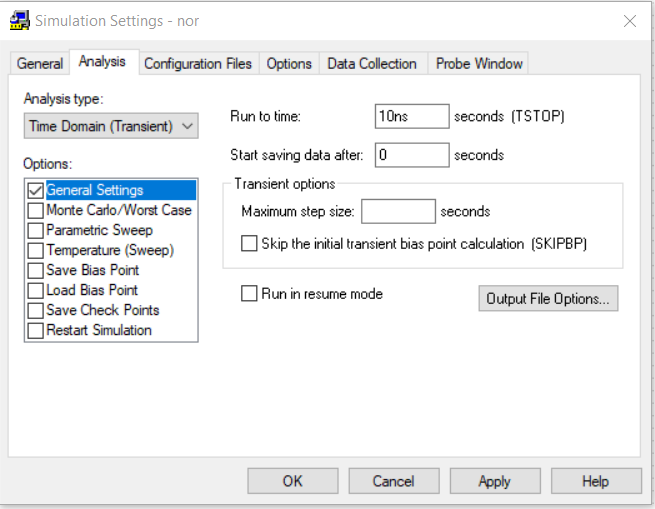 Simulation Settings - nor
General Analysis Configuration Files Options Data Collection Probe Window
Analysis type:
Time Domain (Transient)
Options:
General Settings
Monte Carlo/Worst Case
Parametric Sweep
Temperature (Sweep)
Save Bias Point
Load Bias Point
Save Check Points
Restart Simulation
Run to time: 10ns seconds (TSTOP)
Start saving data after: 0 seconds
Transient options
Maximum step size: seconds
Skip the initial transient bias point calculation (SKIPBP)
Run in resume mode
Output File Options...
OK Cancel Apply Help